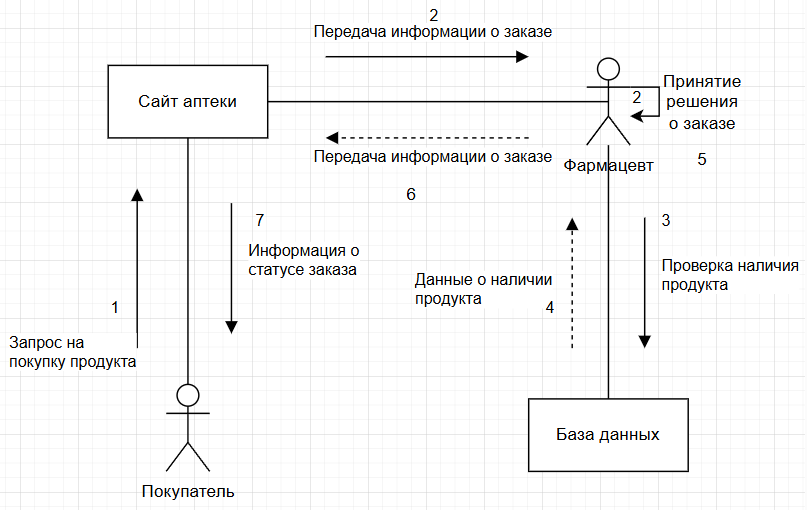 2
Передача информации о заказе
Сайт аптеки
2
Принятие
решения
о заказе
Передача информации о заказе
Фармацевт
5
6
7
Информация о
статусе заказа
3
Проверка наличия
продукта
Данные о наличии
продукта
4
1
Запрос на
покупку продукта
База данных
Покупатель